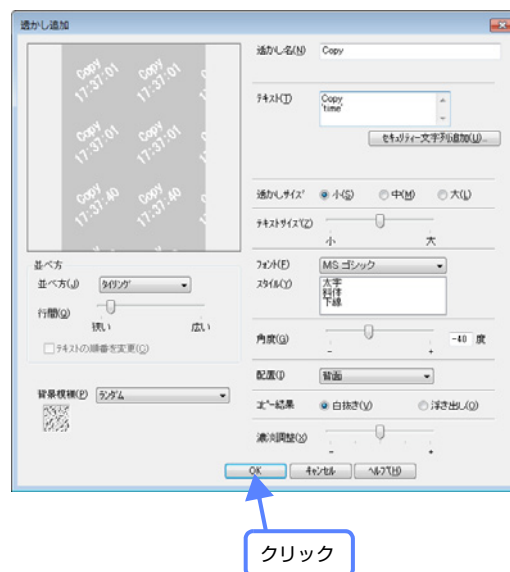 透かし追加
Copy
17:37:01
Copy
17:37:01
Copy
17:37:01
Copy
17:37:01
Copy
17:37:40
Copy
17:37:40
透かし名(N) Copy
テキスト(T) Copy
'time'
セキュリティー文字列追加(U)...
透かしサイズ 小(S) 中(M) 大(L)
テキストサイズ(Z)
小 大
並べ方
並べ方(J) タイリング
行間(Q)
狭い 広い
テキストの順番を変更(C)
背景模様(P) ランダム
フォント(F) MS ゴシック
スタイル(Y) 太字
斜体
下線
角度(G) -40 度
- +
配置(I) 背面
コピー結果 白抜き(V) 浮き出し(O)
濃淡調整(X)
- +
OK キャンセル ヘルプ(H)
クリック